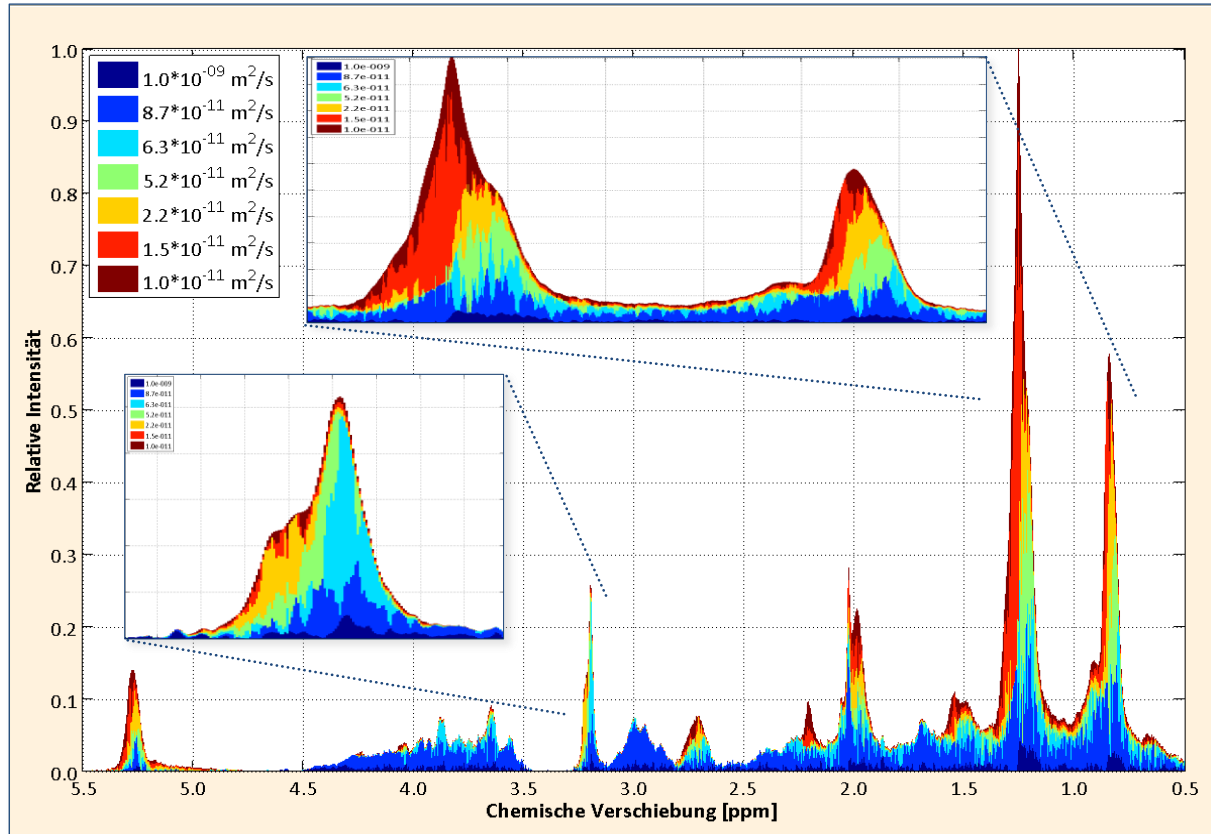 1.0*10⁻⁰⁹ m²/s
8.7*10⁻¹¹ m²/s
6.3*10⁻¹¹ m²/s
5.2*10⁻¹¹ m²/s
2.2*10⁻¹¹ m²/s
1.5*10⁻¹¹ m²/s
1.0*10⁻¹¹ m²/s
1.0e-009
8.7e-011
6.3e-011
5.2e-011
2.2e-011
1.5e-011
1.0e-011
1.0e-009
8.7e-011
6.3e-011
5.2e-011
2.2e-011
1.5e-011
1.0e-011
Relative Intensität
1.0
0.9
0.8
0.7
0.6
0.5
0.4
0.3
0.2
0.1
0.0
5.5 5.0 4.5 4.0 3.5 3.0 2.5 2.0 1.5 1.0 0.5
Chemische Verschiebung [ppm]